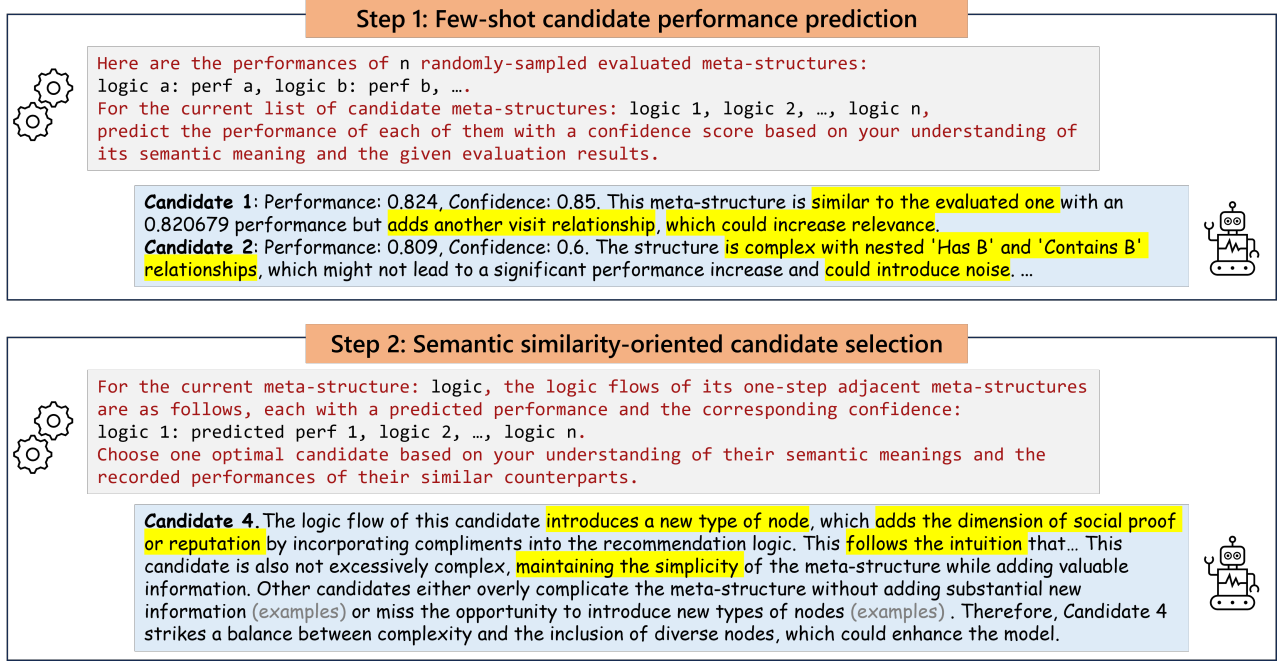 Step 1: Few-shot candidate performance prediction
Here are the performances of n randomly-sampled evaluated meta-structures:
logic a: perf a, logic b: perf b, ….
For the current list of candidate meta-structures: logic 1, logic 2, …, logic n,
predict the performance of each of them with a confidence score based on your understanding of
its semantic meaning and the given evaluation results.
Candidate 1: Performance: 0.824, Confidence: 0.85. This meta-structure is similar to the evaluated one with an
0.820679 performance but adds another visit relationship, which could increase relevance.
Candidate 2: Performance: 0.809, Confidence: 0.6. The structure is complex with nested 'Has B' and 'Contains B'
relationships, which might not lead to a significant performance increase and could introduce noise. …
Step 2: Semantic similarity-oriented candidate selection
For the current meta-structure: logic, the logic flows of its one-step adjacent meta-structures
are as follows, each with a predicted performance and the corresponding confidence:
logic 1: predicted perf 1, logic 2, …, logic n.
Choose one optimal candidate based on your understanding of their semantic meanings and the
recorded performances of their similar counterparts.
Candidate 4. The logic flow of this candidate introduces a new type of node, which adds the dimension of social proof
or reputation by incorporating compliments into the recommendation logic. This follows the intuition that… This
candidate is also not excessively complex, maintaining the simplicity of the meta-structure while adding valuable
information. Other candidates either overly complicate the meta-structure without adding substantial new
information (examples) or miss the opportunity to introduce new types of nodes (examples) . Therefore, Candidate 4
strikes a balance between complexity and the inclusion of diverse nodes, which could enhance the model.